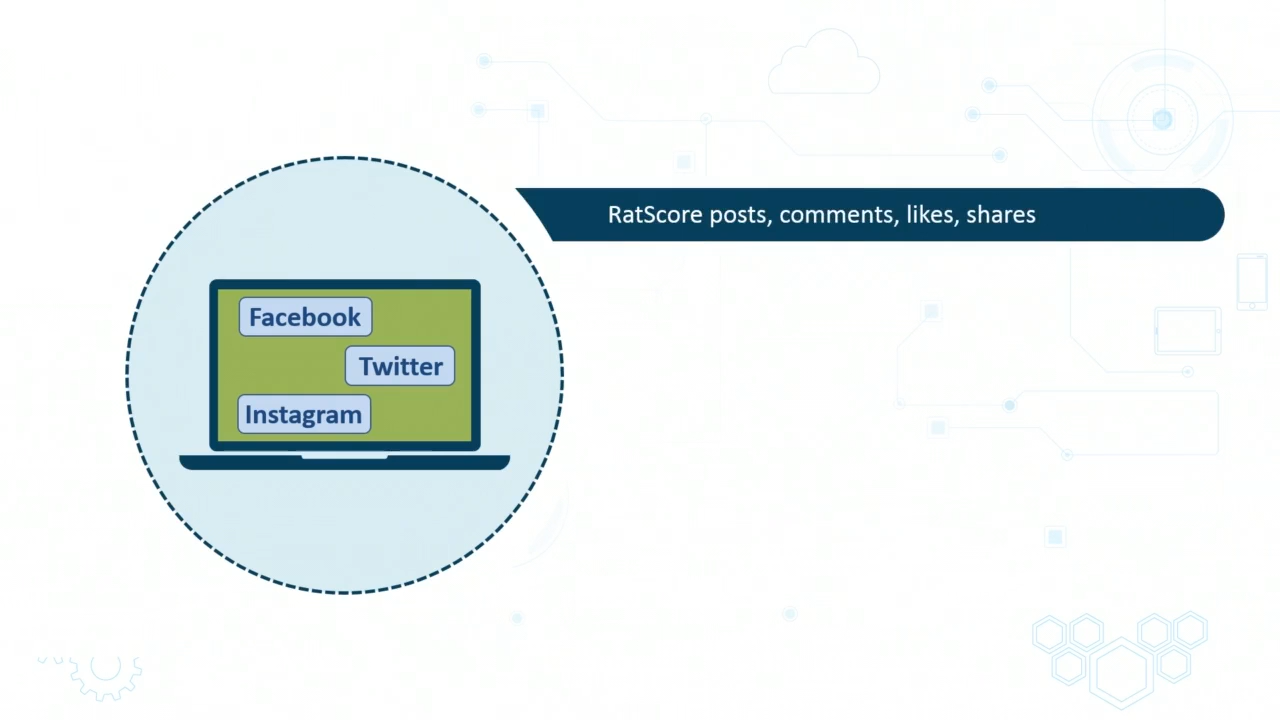 RatScore posts, comments, likes, shares
Facebook
Twitter
Instagram